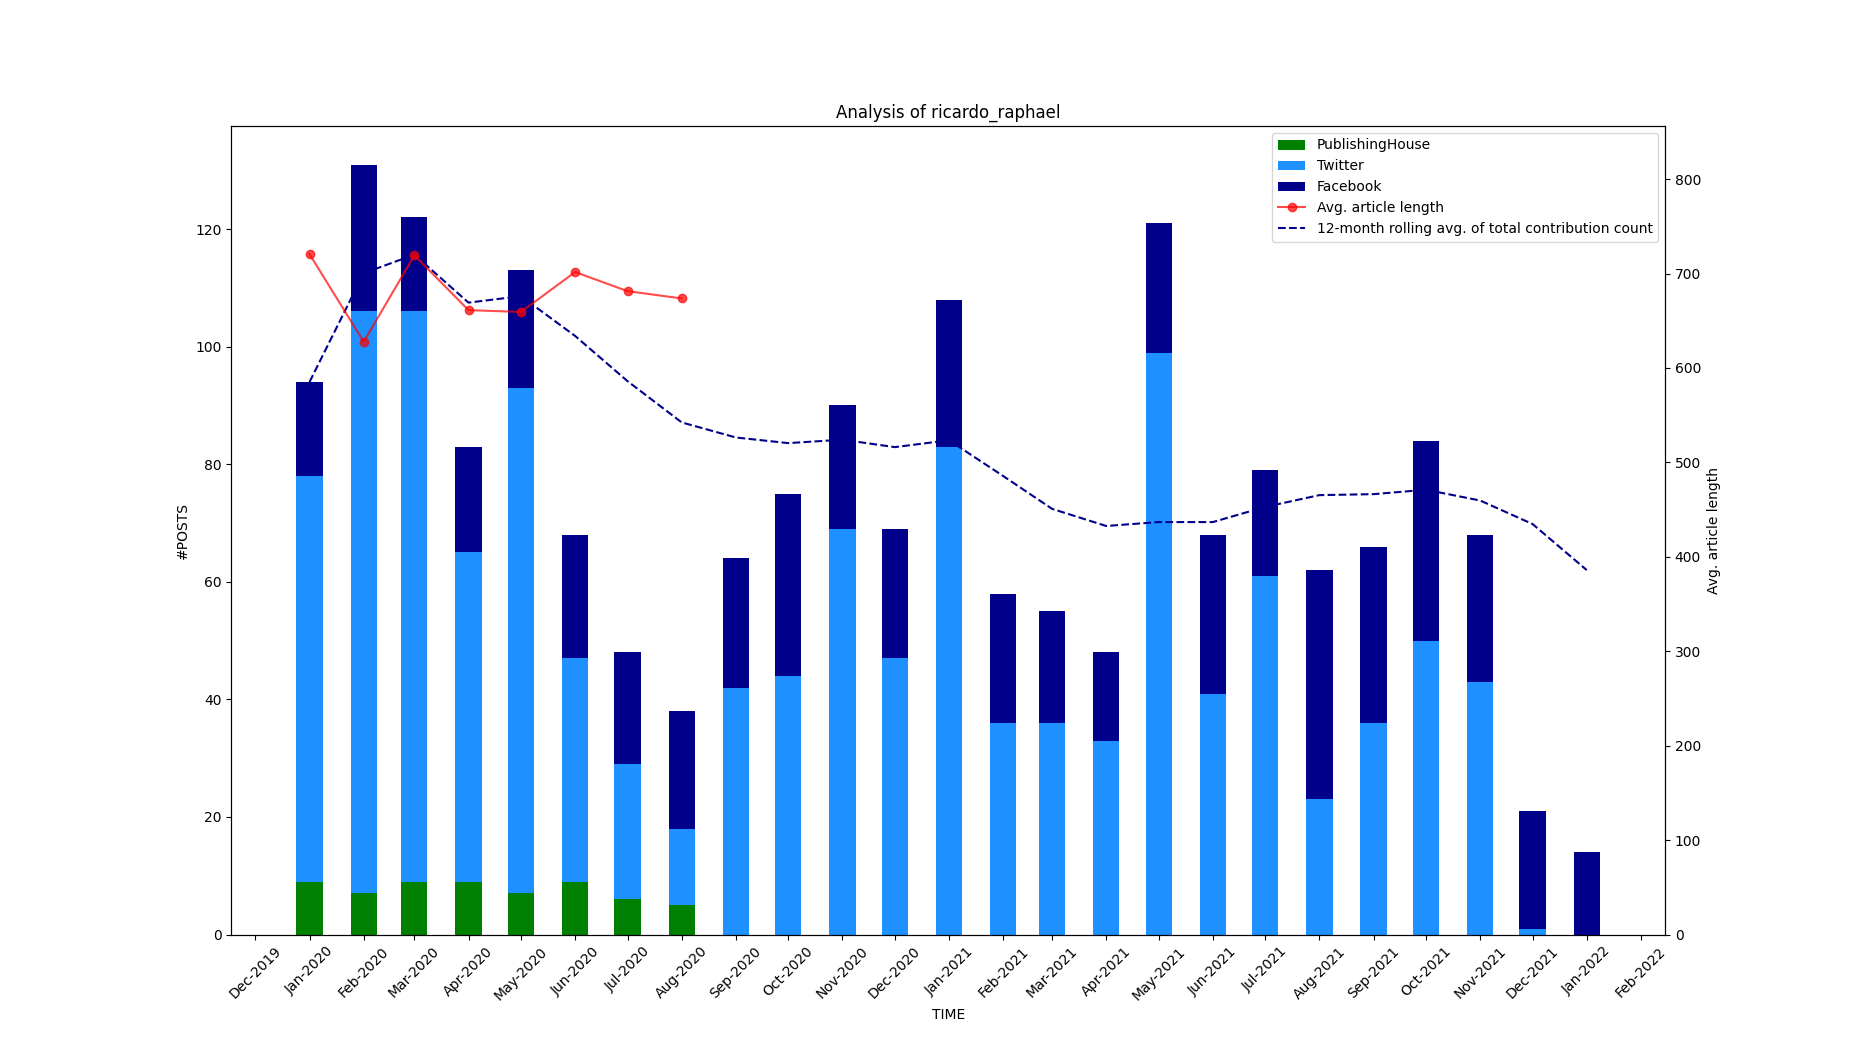 Analysis of ricardo_raphael
PublishingHouse
Twitter
Facebook
Avg. article length
12-month rolling avg. of total contribution count
#POSTS
120
100
80
60
40
20
0
800
700
600
500
400
300
200
100
0
Avg. article length
Dec-2019 Jan-2020 Feb-2020 Mar-2020 Apr-2020 May-2020 Jun-2020 Jul-2020 Aug-2020 Sep-2020 Oct-2020 Nov-2020 Dec-2020 Jan-2021 Feb-2021 Mar-2021 Apr-2021 May-2021 Jun-2021 Jul-2021 Aug-2021 Sep-2021 Oct-2021 Nov-2021 Dec-2021 Jan-2022 Feb-2022
TIME